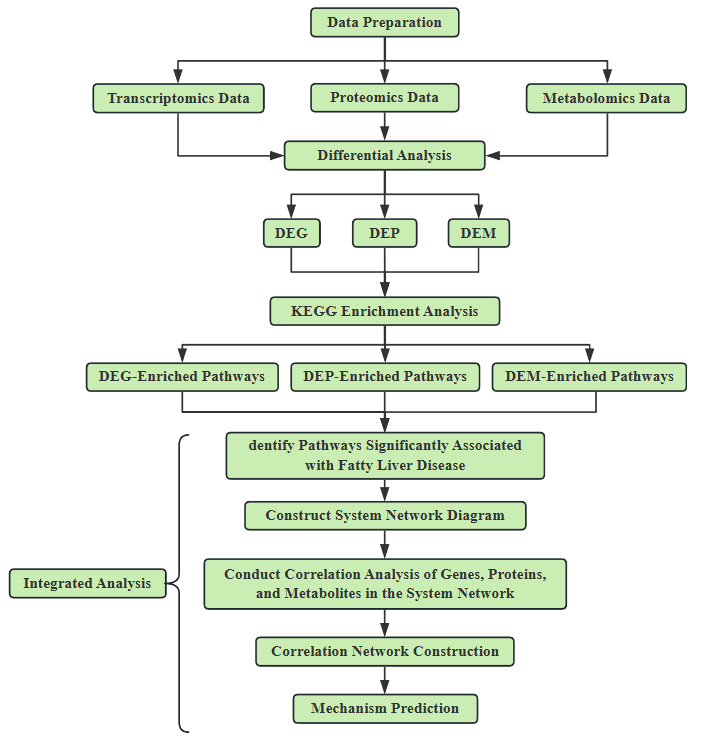 Data Preparation
Transcriptomics Data
Proteomics Data
Metabolomics Data
Differential Analysis
DEG
DEP
DEM
KEGG Enrichment Analysis
DEG-Enriched Pathways
DEP-Enriched Pathways
DEM-Enriched Pathways
dentify Pathways Significantly Associated
with Fatty Liver Disease
Construct System Network Diagram
Integrated Analysis
Conduct Correlation Analysis of Genes, Proteins,
and Metabolites in the System Network
Correlation Network Construction
Mechanism Prediction